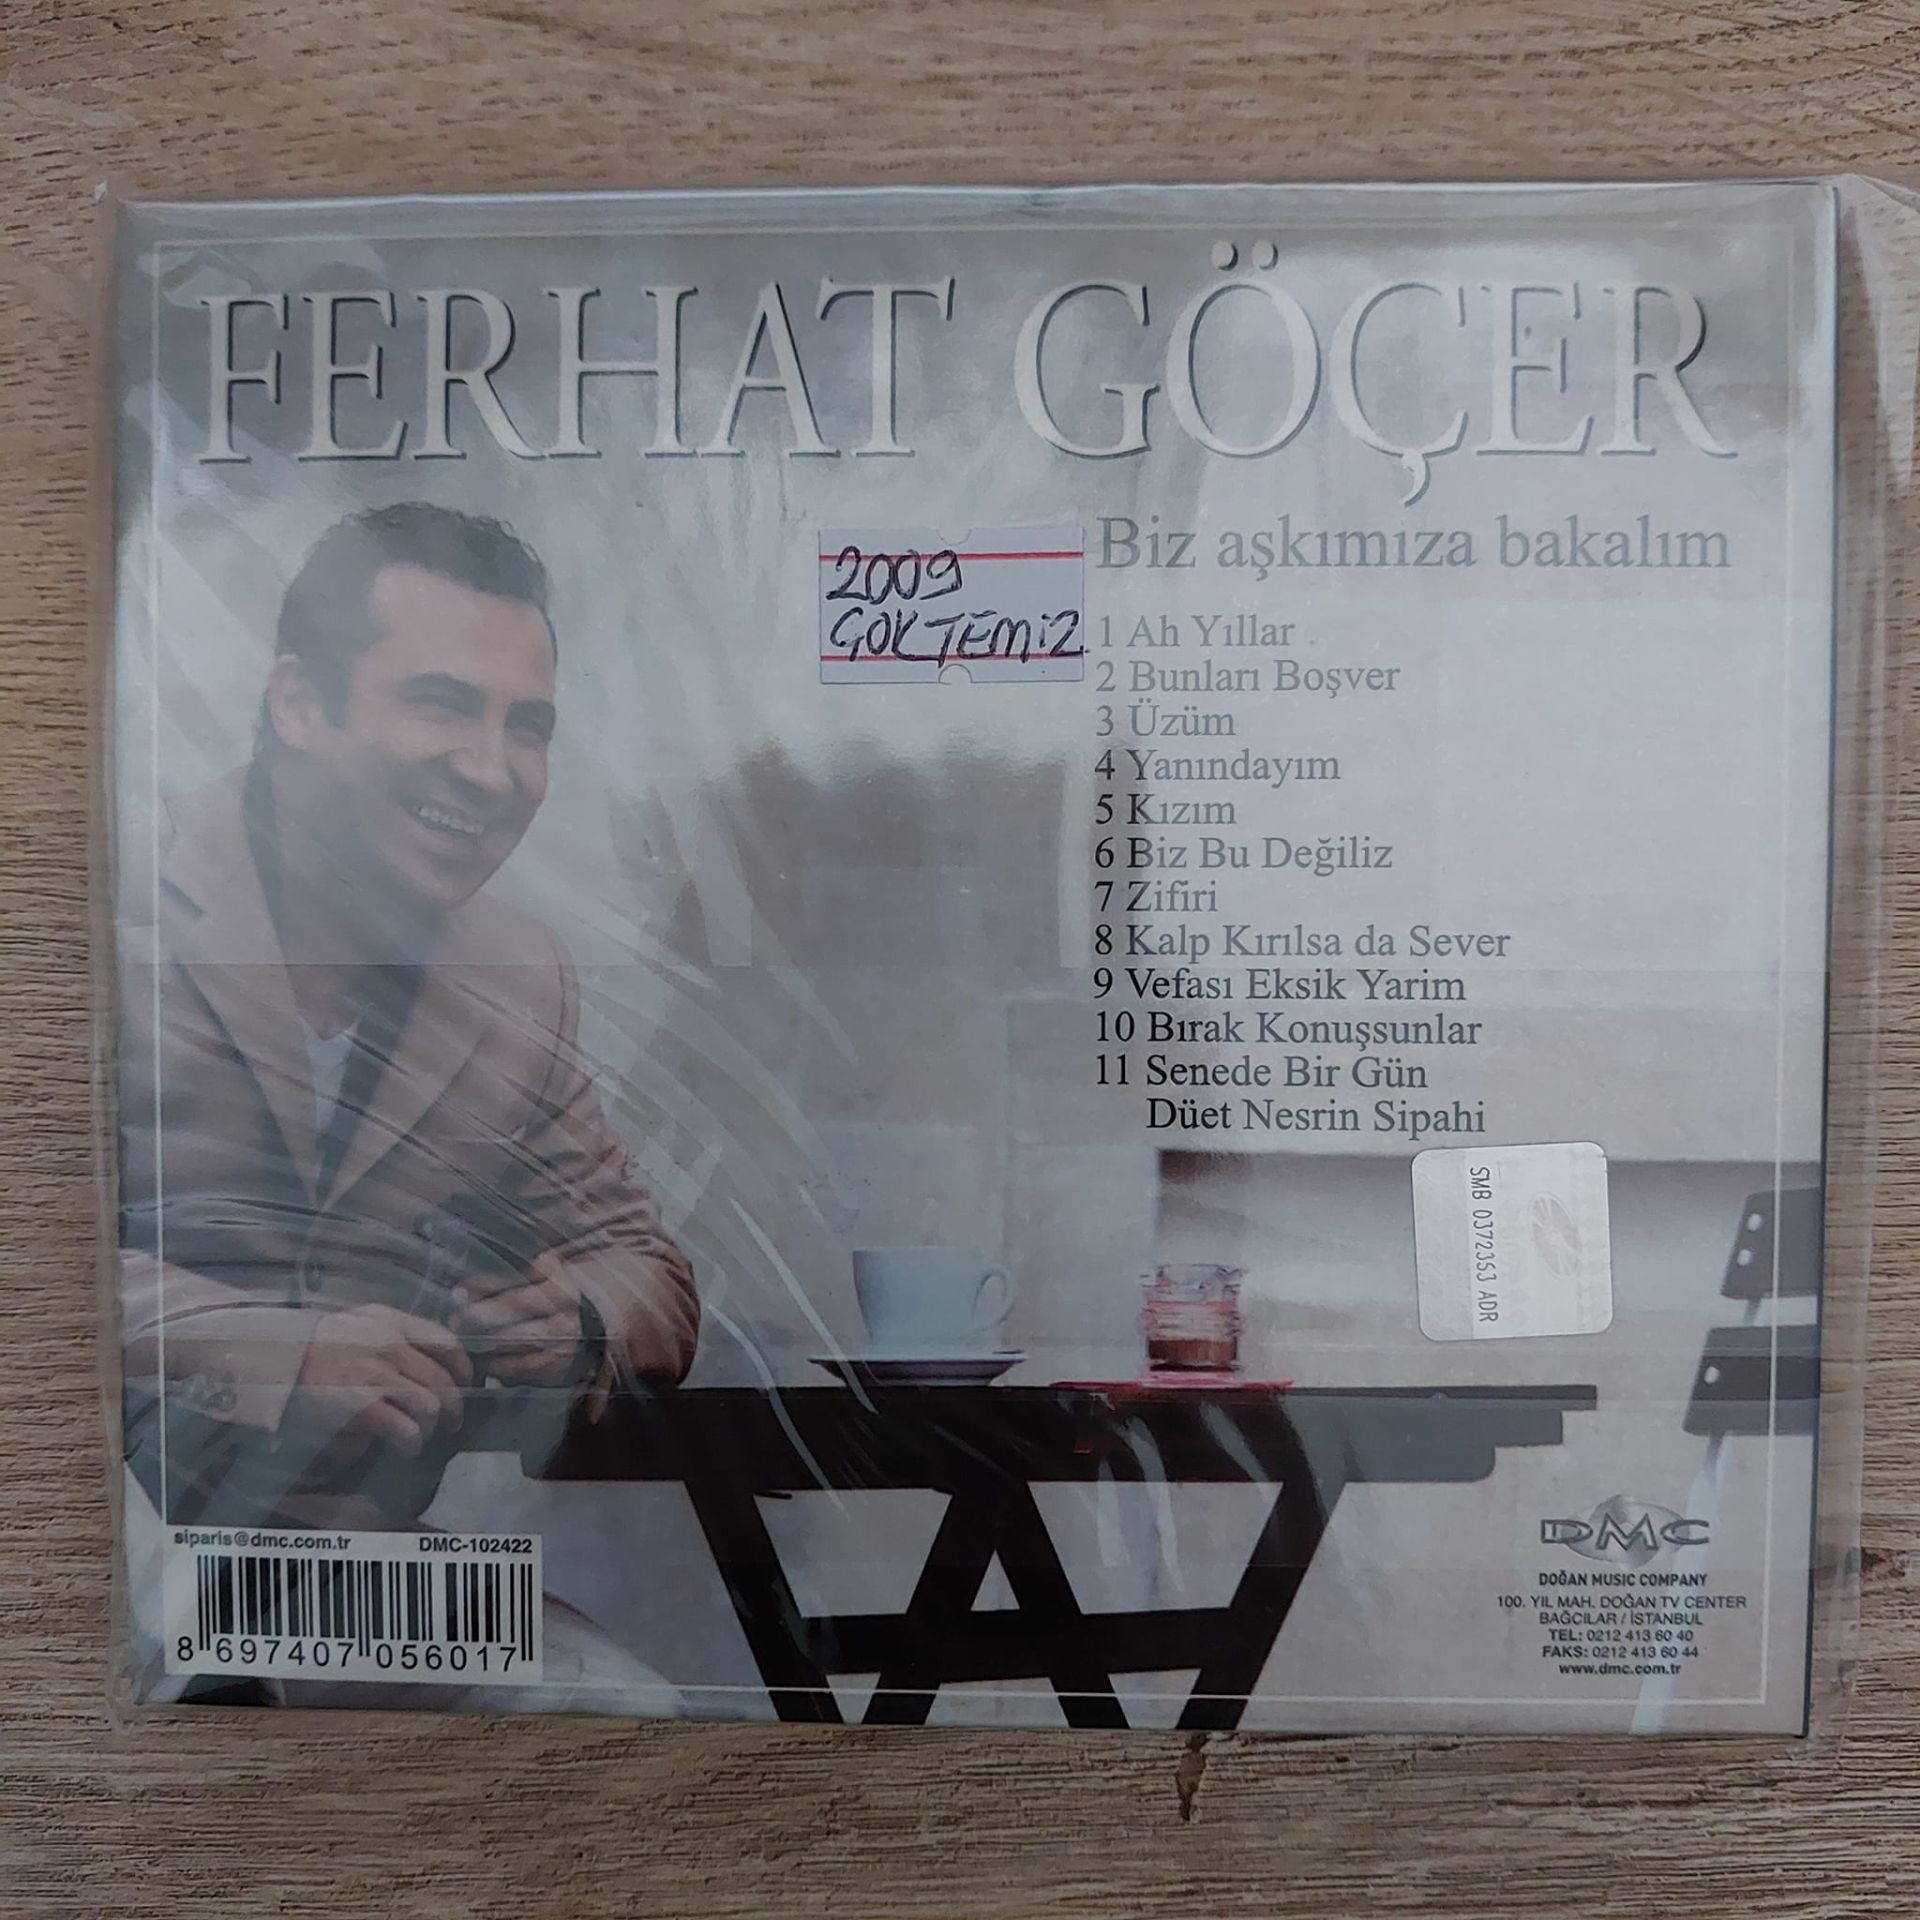 FERHAT GÖÇER
Biz aşkımıza bakalım
2009
GÖKTEMİZ
1 Ah Yıllar
2 Bunları Boşver
3 Üzüm
4 Yanındayım
5 Kızım
6 Biz Bu Değiliz
7 Zifiri
8 Kalp Kırılsa da Sever
9 Vefası Eksik Yarim
10 Bırak Konuşsunlar
11 Senede Bir Gün
Düet Nesrin Sipahi
SMB 0372353 ADR
siparis@dmc.com.tr DMC-102422
8 697407 056017
DMC
DOĞAN MUSIC COMPANY
100. YIL MAH. DOĞAN TV CENTER
BAĞCILAR / İSTANBUL
TEL: 0212 413 60 40
FAKS: 0212 413 60 44
www.dmc.com.tr